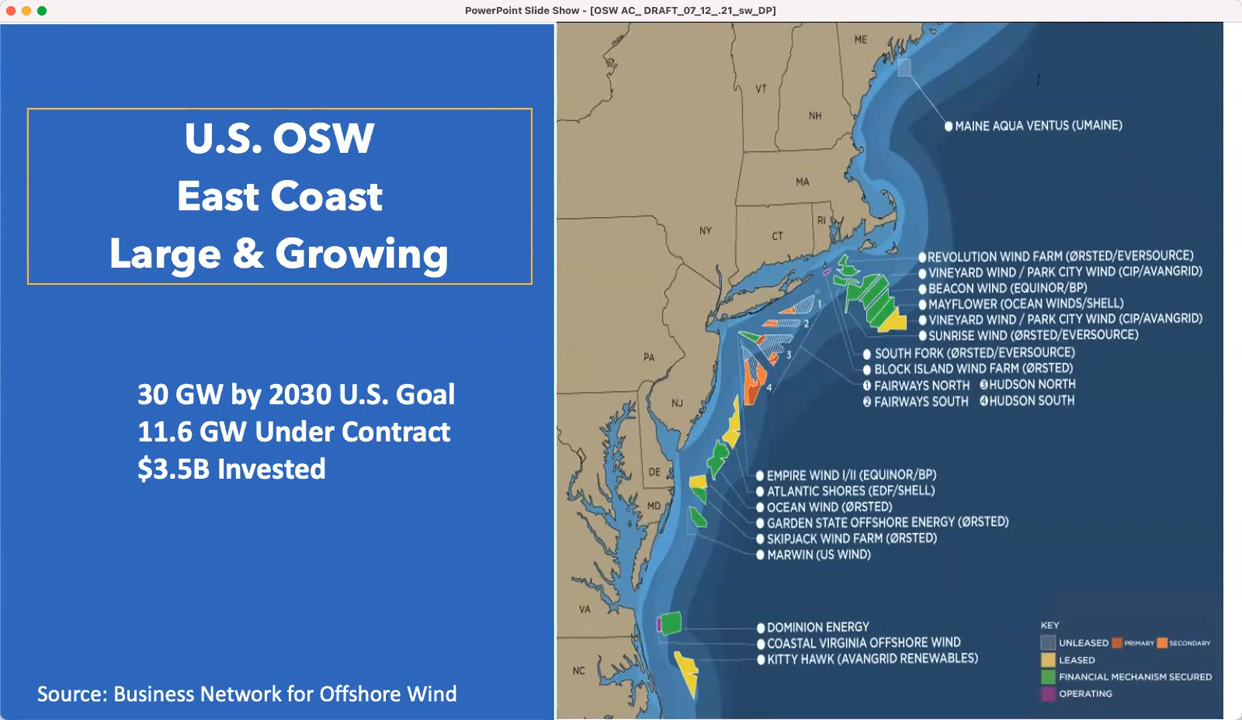 PowerPoint Slide Show - [OSW AC_ DRAFT_07_12_.21_sw_DP]
U.S. OSW
East Coast
Large & Growing
30 GW by 2030 U.S. Goal
11.6 GW Under Contract
$3.5B Invested
Source: Business Network for Offshore Wind
ME
VT
NH
MA
NY
CT
RI
PA
NJ
DE
MD
VA
NC
MAINE AQUA VENTUS (UMAINE)
REVOLUTION WIND FARM (ØRSTED/EVERSOURCE)
VINEYARD WIND / PARK CITY WIND (CIP/AVANGRID)
BEACON WIND (EQUINOR/BP)
MAYFLOWER (OCEAN WINDS/SHELL)
VINEYARD WIND / PARK CITY WIND (CIP/AVANGRID)
SUNRISE WIND (ØRSTED/EVERSOURCE)
SOUTH FORK (ØRSTED/EVERSOURCE)
BLOCK ISLAND WIND FARM (ØRSTED)
1 FAIRWAYS NORTH 3 HUDSON NORTH
2 FAIRWAYS SOUTH 4 HUDSON SOUTH
1
2
3
4
EMPIRE WIND I/II (EQUINOR/BP)
ATLANTIC SHORES (EDF/SHELL)
OCEAN WIND (ØRSTED)
GARDEN STATE OFFSHORE ENERGY (ØRSTED)
SKIPJACK WIND FARM (ØRSTED)
MARWIN (US WIND)
DOMINION ENERGY
COASTAL VIRGINIA OFFSHORE WIND
KITTY HAWK (AVANGRID RENEWABLES)
KEY
UNLEASED PRIMARY SECONDARY
LEASED
FINANCIAL MECHANISM SECURED
OPERATING